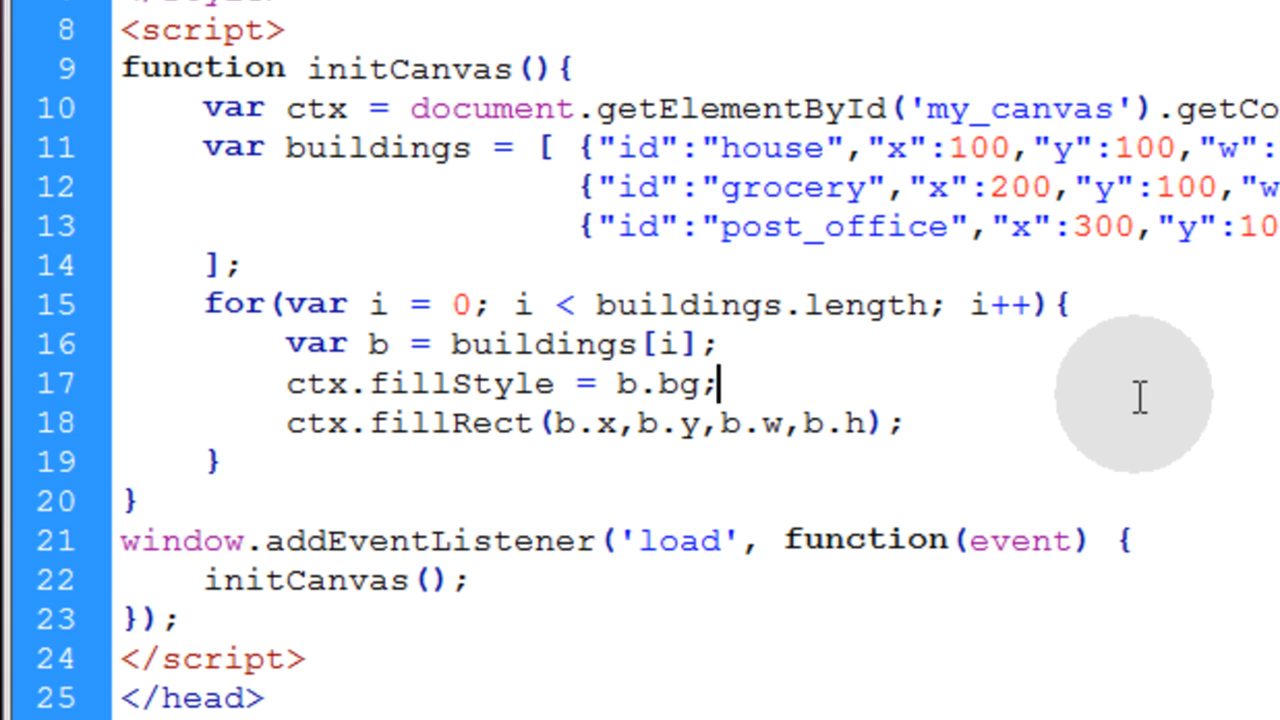 8 <script>
9 function initCanvas(){
10 var ctx = document.getElementById('my_canvas').getCo
11 var buildings = [ {"id":"house","x":100,"y":100,"w":
12 {"id":"grocery","x":200,"y":100,"w
13 {"id":"post_office","x":300,"y":10
14 ];
15 for(var i = 0; i < buildings.length; i++){
16 var b = buildings[i];
17 ctx.fillStyle = b.bg;
18 ctx.fillRect(b.x,b.y,b.w,b.h);
19 }
20 }
21 window.addEventListener('load', function(event) {
22 initCanvas();
23 });
24 </script>
25 </head>